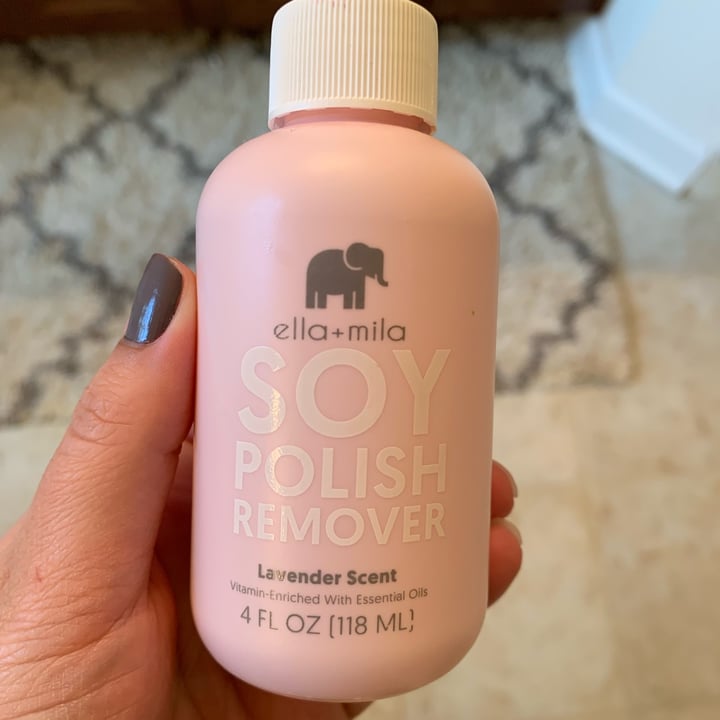 ella+mila
SOY
POLISH
REMOVER
Lavender Scent
Vitamin-Enriched With Essential Oils
4 FL OZ (118 ML)